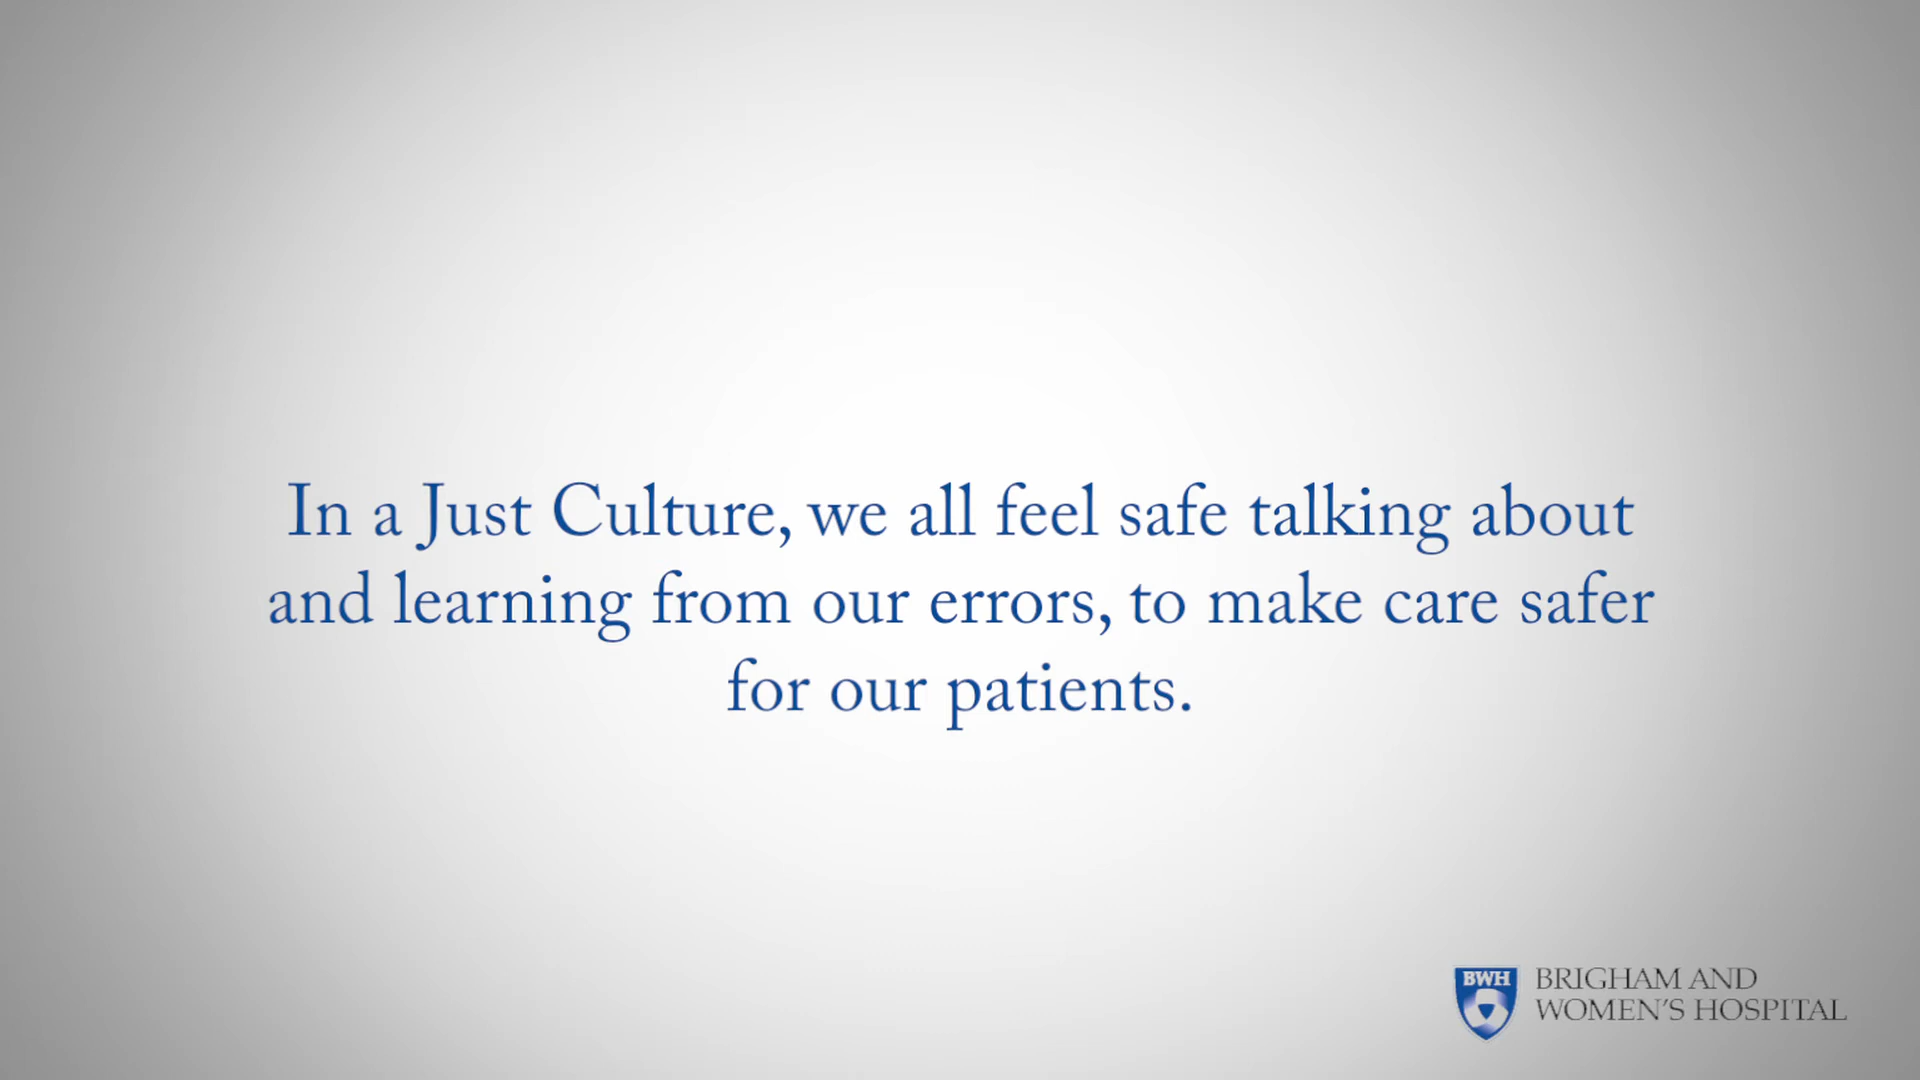 In a Just Culture, we all feel safe talking about
and learning from our errors, to make care safer
for our patients.
BWH
BRIGHAM AND
WOMEN'S HOSPITAL